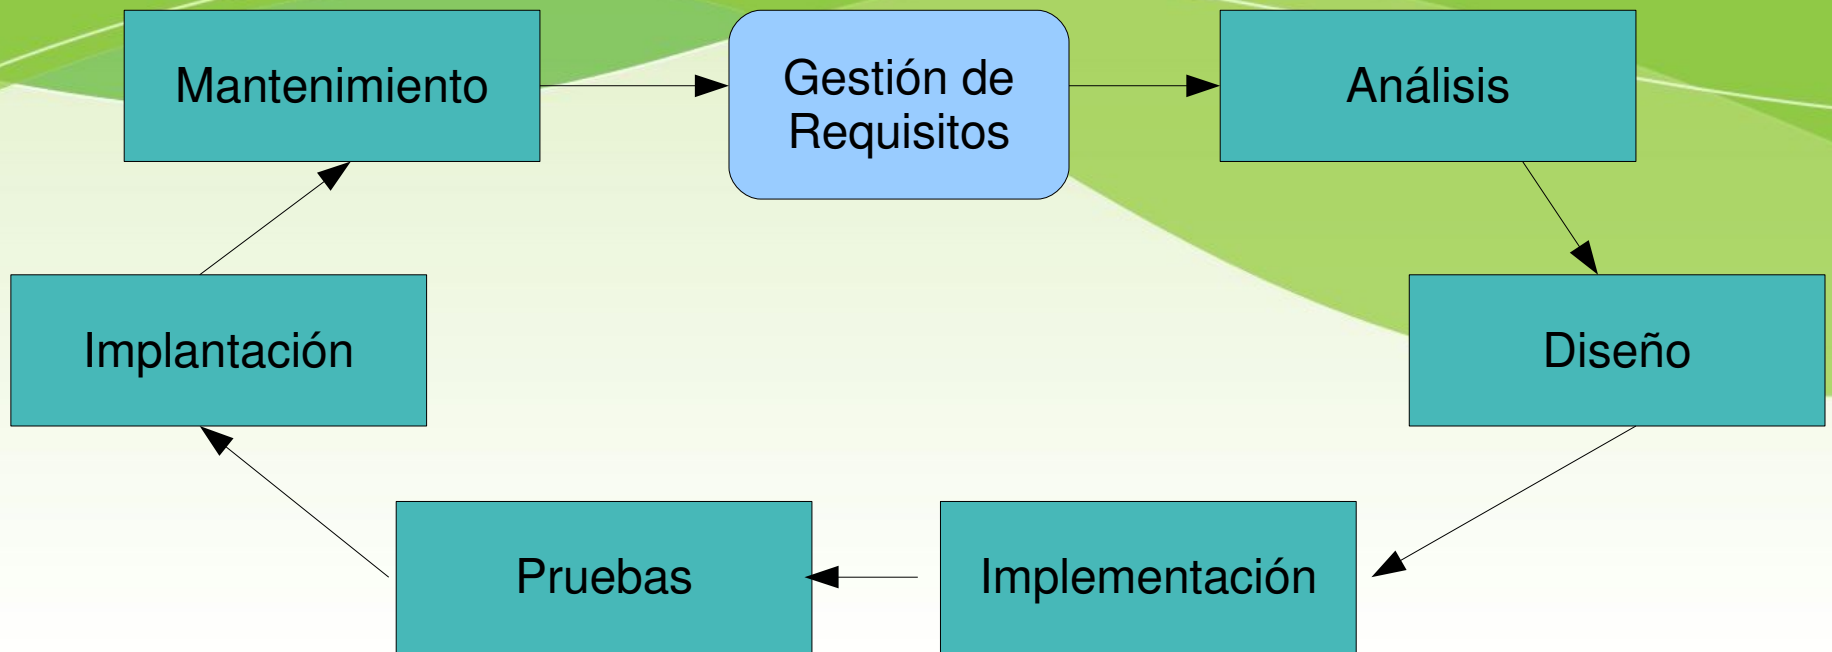 Mantenimiento
Gestión de
Requisitos
Análisis
Implantación
Diseño
Pruebas
Implementación